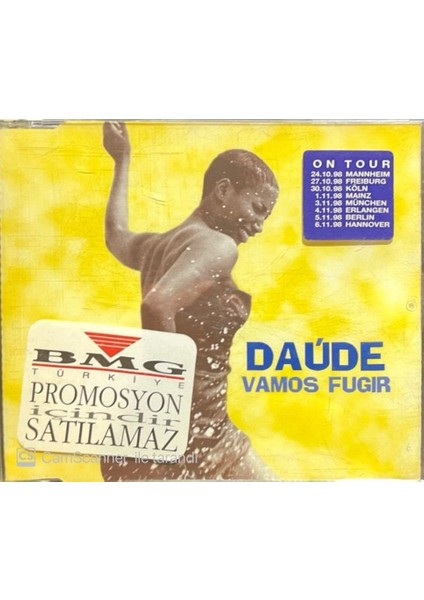 ON TOUR
24.10.98 MANNHEIM
27.10.98 FREIBURG
30.10.98 KÖLN
1.11.98 MAINZ
3.11.98 MÜNCHEN
4.11.98 ERLANGEN
5.11.98 BERLIN
6.11.98 HANNOVER
DAÚDE
VAMOS FUGIR
BMG
TÜRKİYE
PROMOSYON
içindir
SATILAMAZ
CS CamScanner ile tarandı